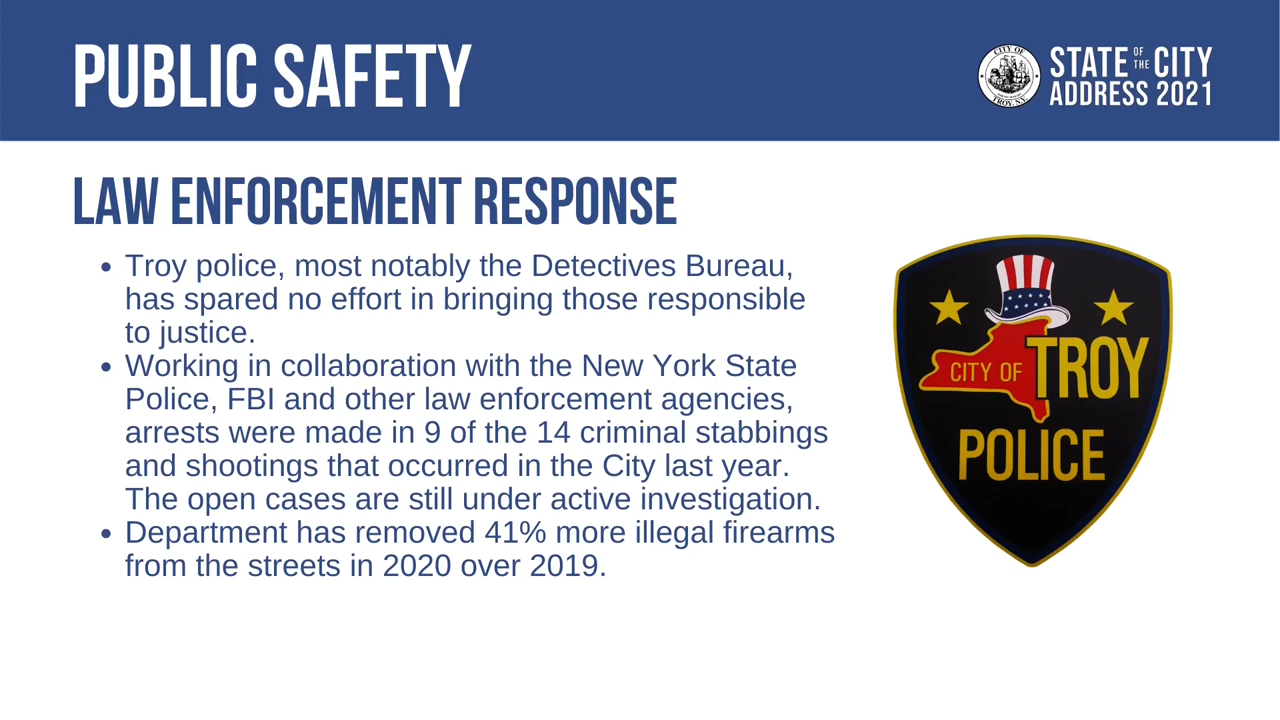 PUBLIC SAFETY
CITY OF
TROY, N.Y.
STATE OF THE CITY
ADDRESS 2021
LAW ENFORCEMENT RESPONSE
• Troy police, most notably the Detectives Bureau,
has spared no effort in bringing those responsible
to justice.
• Working in collaboration with the New York State
Police, FBI and other law enforcement agencies,
arrests were made in 9 of the 14 criminal stabbings
and shootings that occurred in the City last year.
The open cases are still under active investigation.
• Department has removed 41% more illegal firearms
from the streets in 2020 over 2019.
CITY OF TROY
POLICE